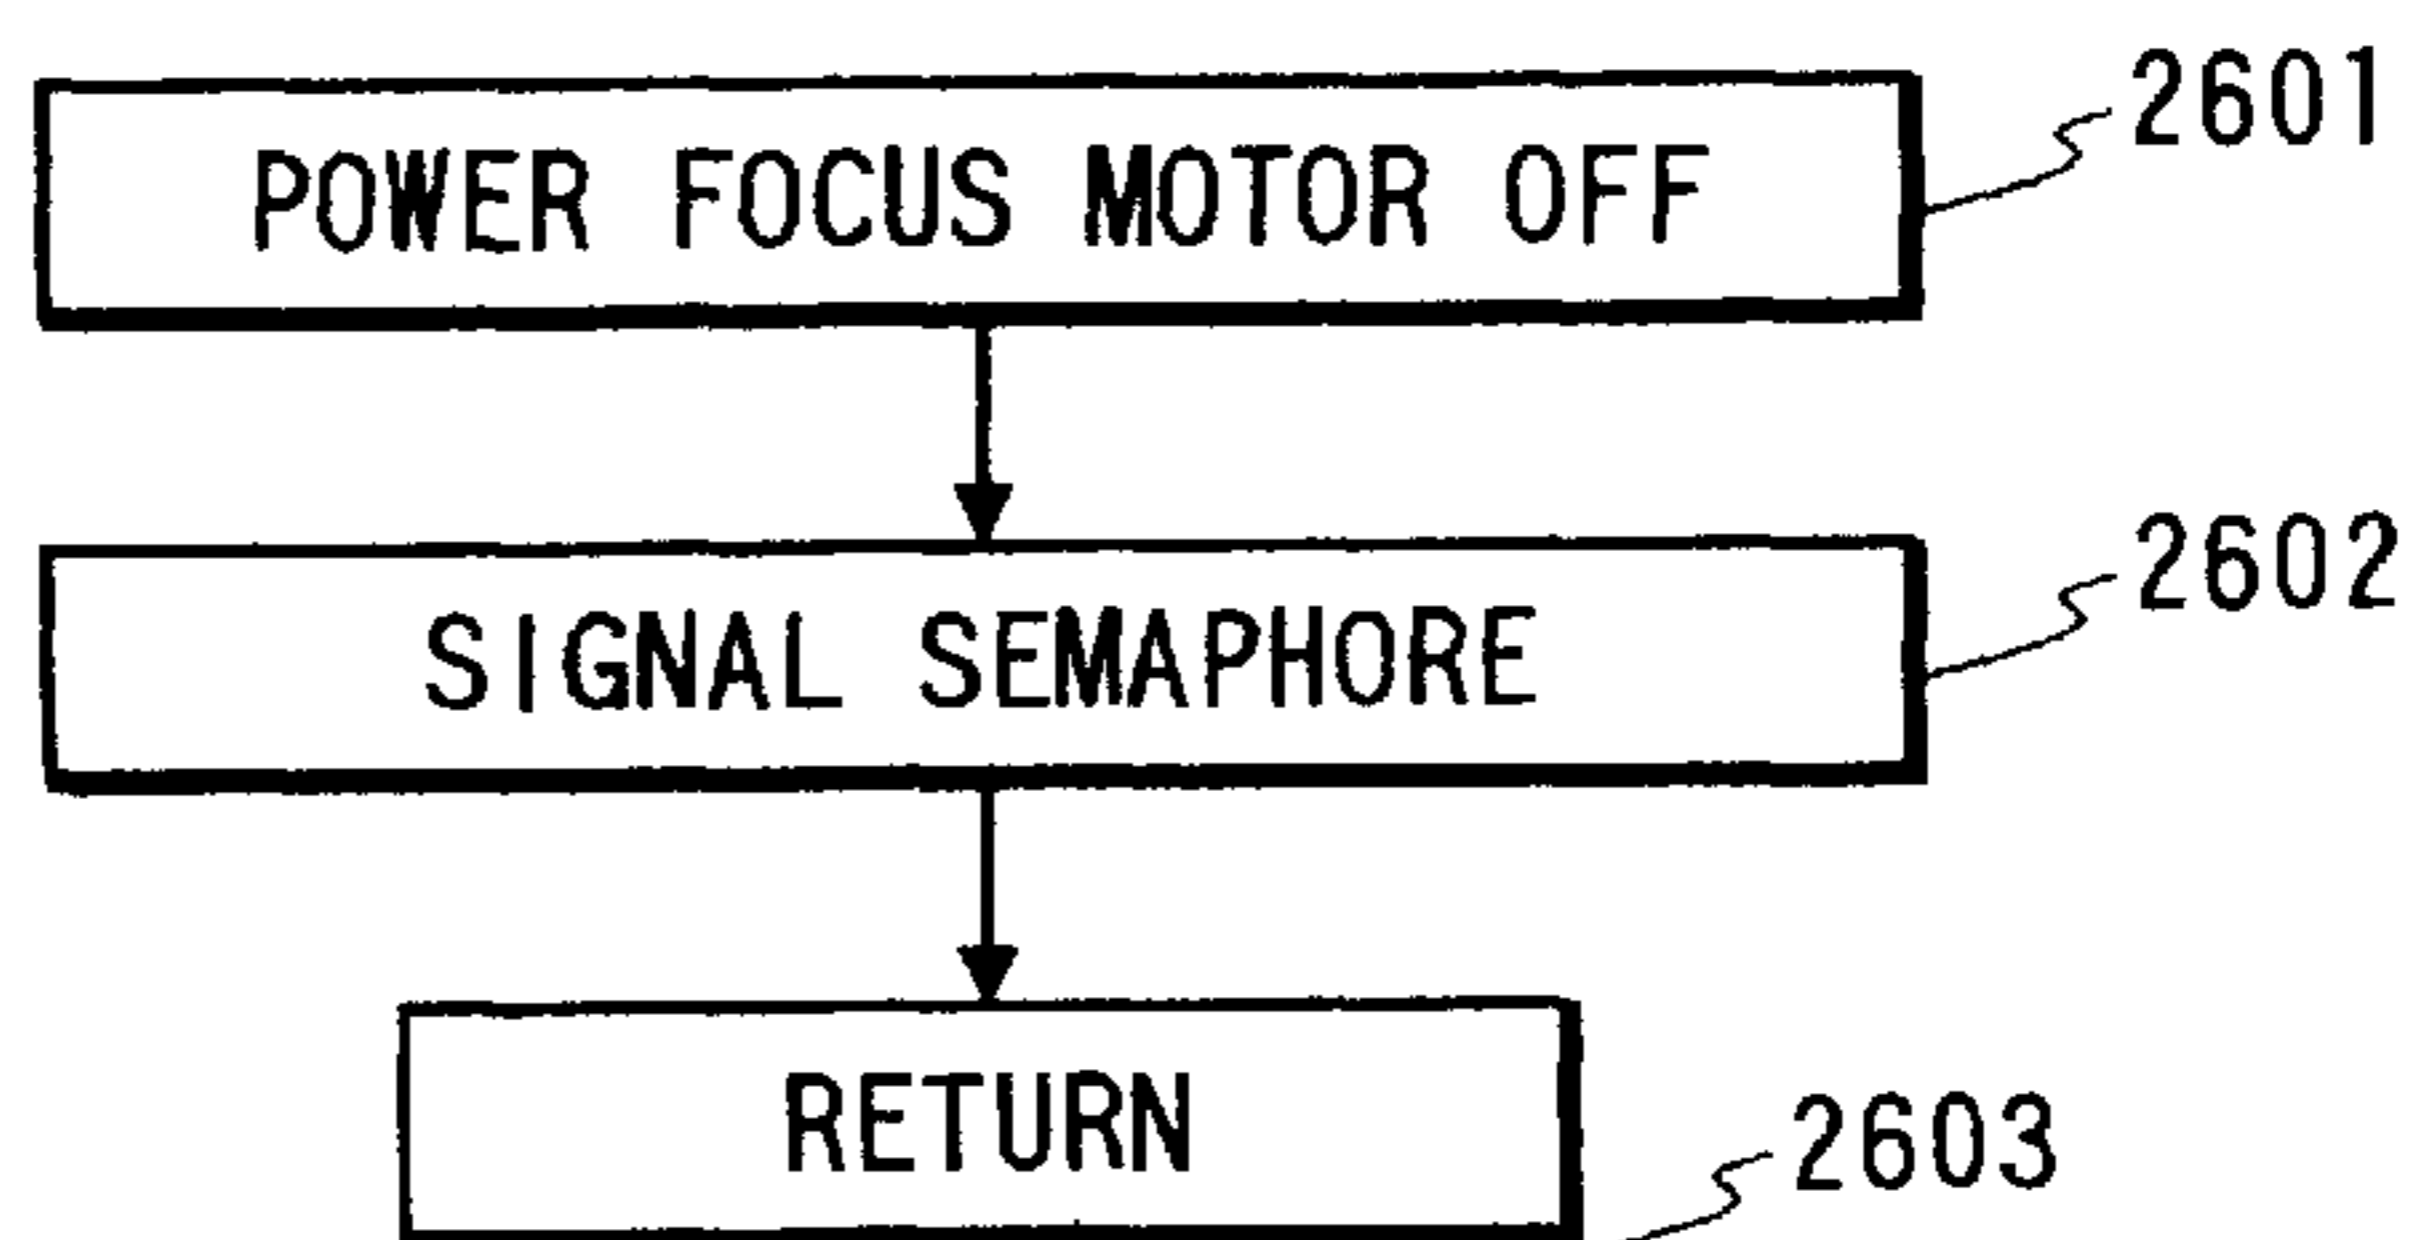 POWER FOCUS MOTOR OFF
2601
SIGNAL SEMAPHORE
2602
RETURN
2603